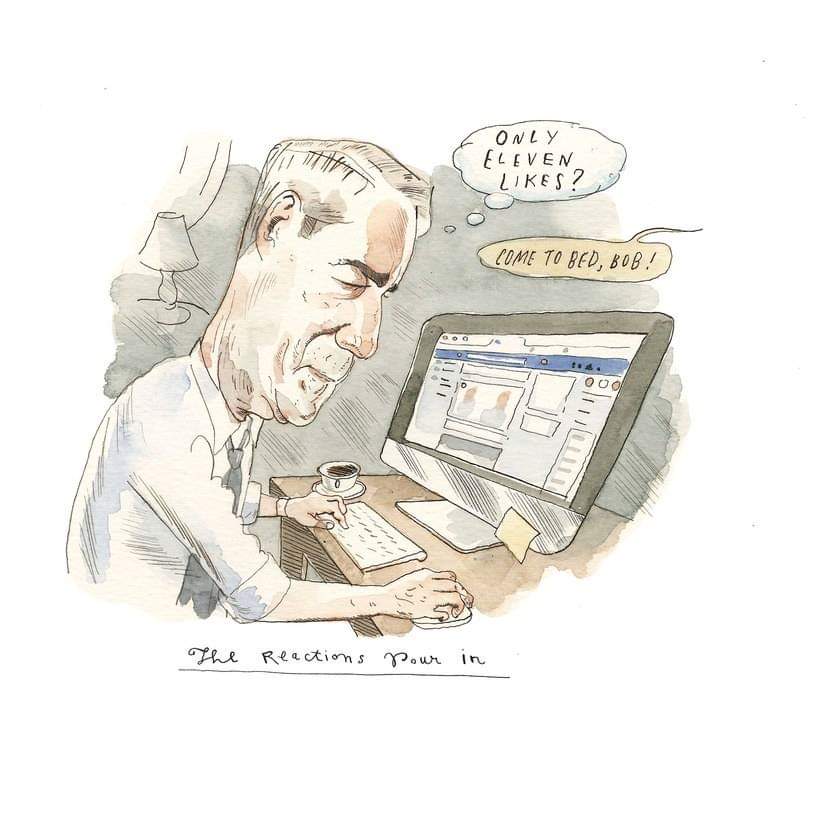 ONLY
ELEVEN
LIKES?
COME TO BED, BOB!
The Reactions Pour in